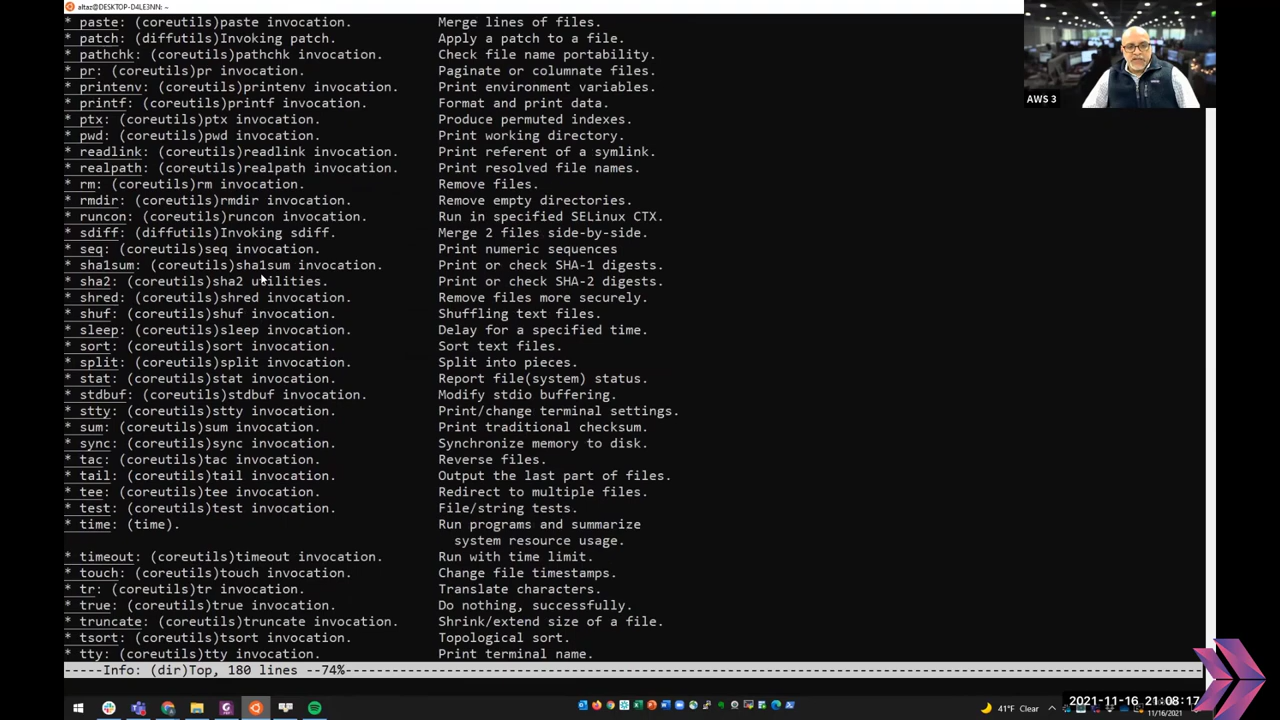 altaz@DESKTOP-D4LE3NN: ~
* paste: (coreutils)paste invocation. Merge lines of files.
* patch: (diffutils)Invoking patch. Apply a patch to a file.
* pathchk: (coreutils)pathchk invocation. Check file name portability.
* pr: (coreutils)pr invocation. Paginate or columnate files.
* printenv: (coreutils)printenv invocation. Print environment variables.
* printf: (coreutils)printf invocation. Format and print data.
* ptx: (coreutils)ptx invocation. Produce permuted indexes.
* pwd: (coreutils)pwd invocation. Print working directory.
* readlink: (coreutils)readlink invocation. Print referent of a symlink.
* realpath: (coreutils)realpath invocation. Print resolved file names.
* rm: (coreutils)rm invocation. Remove files.
* rmdir: (coreutils)rmdir invocation. Remove empty directories.
* runcon: (coreutils)runcon invocation. Run in specified SELinux CTX.
* sdiff: (diffutils)Invoking sdiff. Merge 2 files side-by-side.
* seq: (coreutils)seq invocation. Print numeric sequences
* sha1sum: (coreutils)sha1sum invocation. Print or check SHA-1 digests.
* sha2: (coreutils)sha2 utilities. Print or check SHA-2 digests.
* shred: (coreutils)shred invocation. Remove files more securely.
* shuf: (coreutils)shuf invocation. Shuffling text files.
* sleep: (coreutils)sleep invocation. Delay for a specified time.
* sort: (coreutils)sort invocation. Sort text files.
* split: (coreutils)split invocation. Split into pieces.
* stat: (coreutils)stat invocation. Report file(system) status.
* stdbuf: (coreutils)stdbuf invocation. Modify stdio buffering.
* stty: (coreutils)stty invocation. Print/change terminal settings.
* sum: (coreutils)sum invocation. Print traditional checksum.
* sync: (coreutils)sync invocation. Synchronize memory to disk.
* tac: (coreutils)tac invocation. Reverse files.
* tail: (coreutils)tail invocation. Output the last part of files.
* tee: (coreutils)tee invocation. Redirect to multiple files.
* test: (coreutils)test invocation. File/string tests.
* time: (time). Run programs and summarize
system resource usage.
* timeout: (coreutils)timeout invocation. Run with time limit.
* touch: (coreutils)touch invocation. Change file timestamps.
* tr: (coreutils)tr invocation. Translate characters.
* true: (coreutils)true invocation. Do nothing, successfully.
* truncate: (coreutils)truncate invocation. Shrink/extend size of a file.
* tsort: (coreutils)tsort invocation. Topological sort.
* tty: (coreutils)tty invocation. Print terminal name.
-----Info: (dir)Top, 180 lines --74%-----
AWS 3
41°F Clear
2021-11-16 21:08:17
11/16/2021